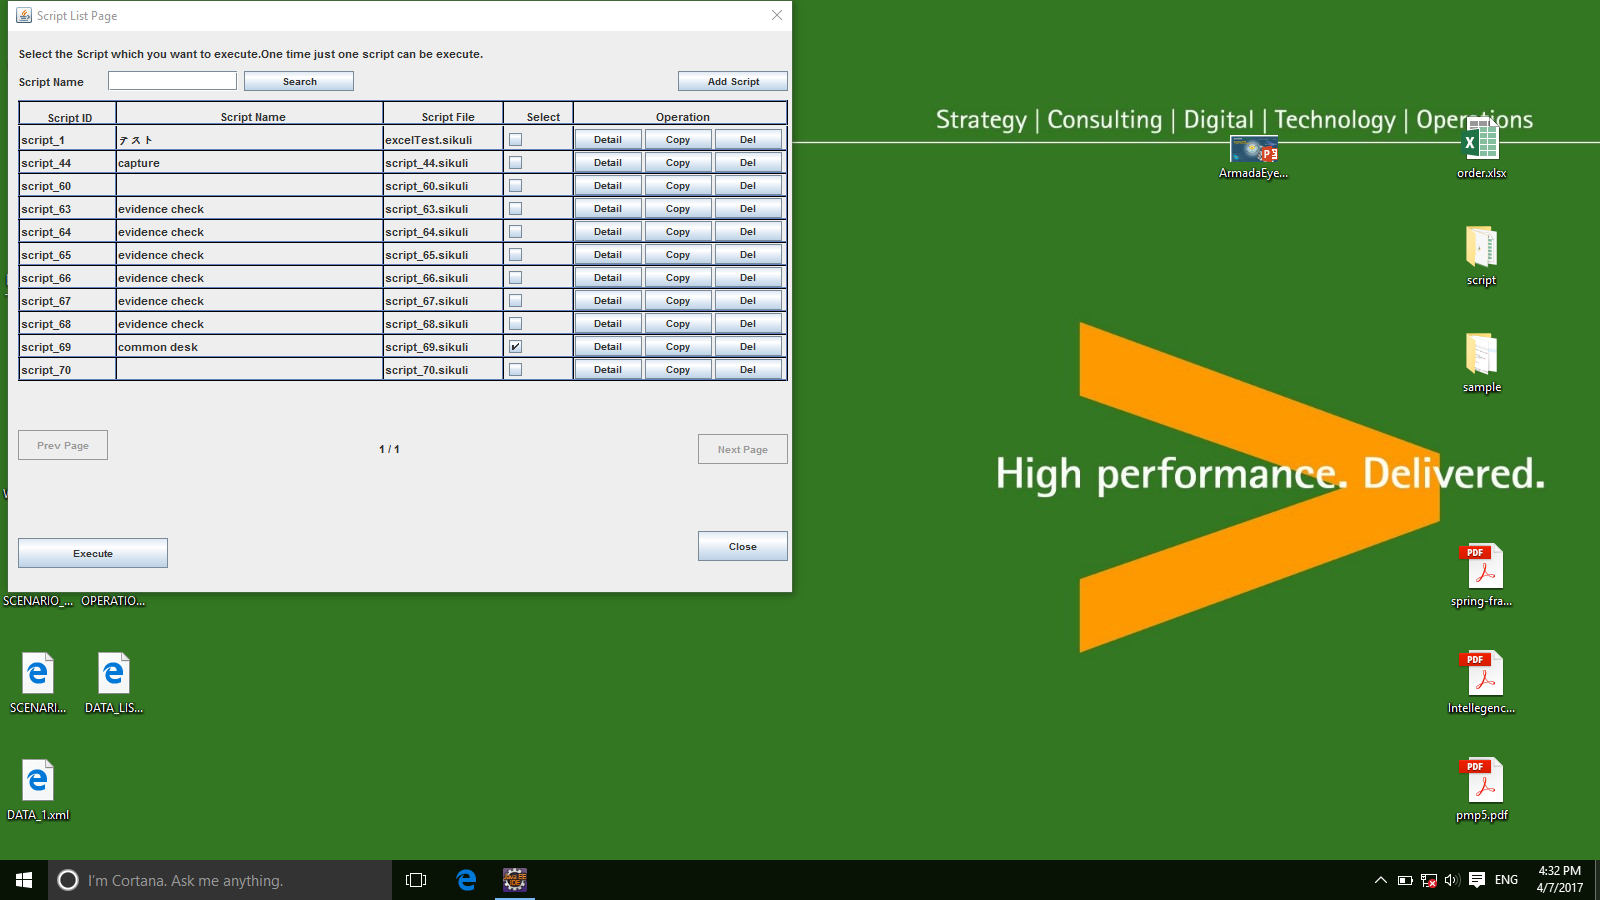 Script List Page
Select the Script which you want to execute.One time just one script can be execute.
Script Name Search Add Script
Script ID Script Name Script File Select Operation
script_1 テスト excelTest.sikuli Detail Copy Del
script_44 capture script_44.sikuli Detail Copy Del
script_60 script_60.sikuli Detail Copy Del
script_63 evidence check script_63.sikuli Detail Copy Del
script_64 evidence check script_64.sikuli Detail Copy Del
script_65 evidence check script_65.sikuli Detail Copy Del
script_66 evidence check script_66.sikuli Detail Copy Del
script_67 evidence check script_67.sikuli Detail Copy Del
script_68 evidence check script_68.sikuli Detail Copy Del
script_69 common desk script_69.sikuli Detail Copy Del
script_70 script_70.sikuli Detail Copy Del
Prev Page 1 / 1 Next Page
Execute Close
Strategy | Consulting | Digital | Technology | Operations
ArmadaEye... order.xlsx
script
sample
High performance. Delivered.
SCENARIO_... OPERATIO... spring-fra...
SCENARI... DATA_LIS... Intellegenc...
DATA_1.xml pmp5.pdf
I'm Cortana. Ask me anything.
ENG
4:32 PM
4/7/2017